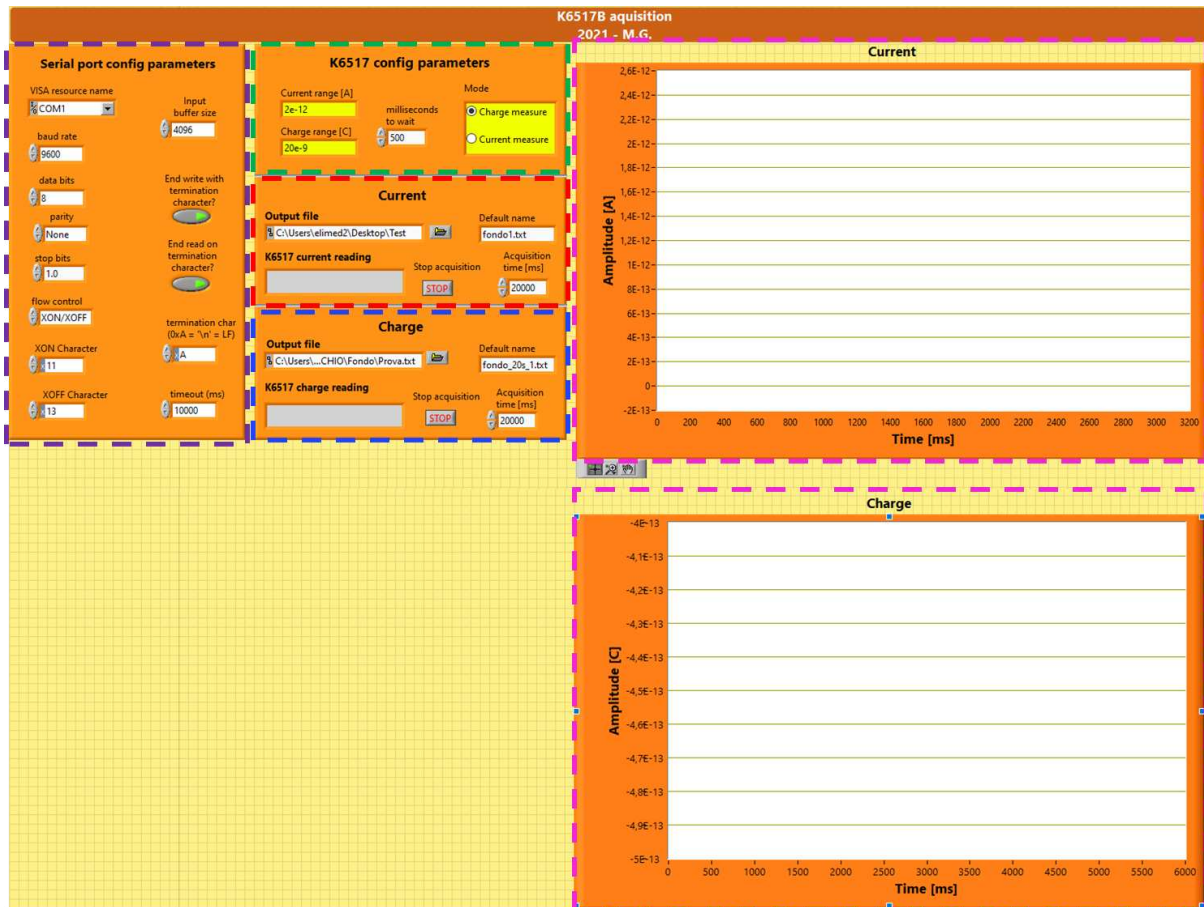 K6517B aquisition
2021 - M.G.
Serial port config parameters
VISA resource name
COM1
Input
buffer size
4096
baud rate
9600
data bits
8
End write with
termination
character?
parity
None
End read on
termination
character?
stop bits
1.0
flow control
XON/XOFF
termination char
(0xA = '\n' = LF)
A
XON Character
11
XOFF Character
13
timeout (ms)
10000
K6517 config parameters
Current range [A]
2e-12
Charge range [C]
20e-9
milliseconds
to wait
500
Mode
Charge measure
Current measure
Current
Output file
C:\Users\elimed2\Desktop\Test
Default name
fondo1.txt
K6517 current reading
Stop acquisition
STOP
Acquisition
time [ms]
20000
Charge
Output file
C:\Users\...CHIO\Fondo\Prova.txt
Default name
fondo_20s_1.txt
K6517 charge reading
Stop acquisition
STOP
Acquisition
time [ms]
20000
Current
Amplitude [A]
2,6E-12
2,4E-12
2,2E-12
2E-12
1,8E-12
1,6E-12
1,4E-12
1,2E-12
1E-12
8E-13
6E-13
4E-13
2E-13
0
-2E-13
0 200 400 600 800 1000 1200 1400 1600 1800 2000 2200 2400 2600 2800 3000 3200
Time [ms]
Charge
Amplitude [C]
-4E-13
-4,1E-13
-4,2E-13
-4,3E-13
-4,4E-13
-4,5E-13
-4,6E-13
-4,7E-13
-4,8E-13
-4,9E-13
-5E-13
0 500 1000 1500 2000 2500 3000 3500 4000 4500 5000 5500 6000
Time [ms]